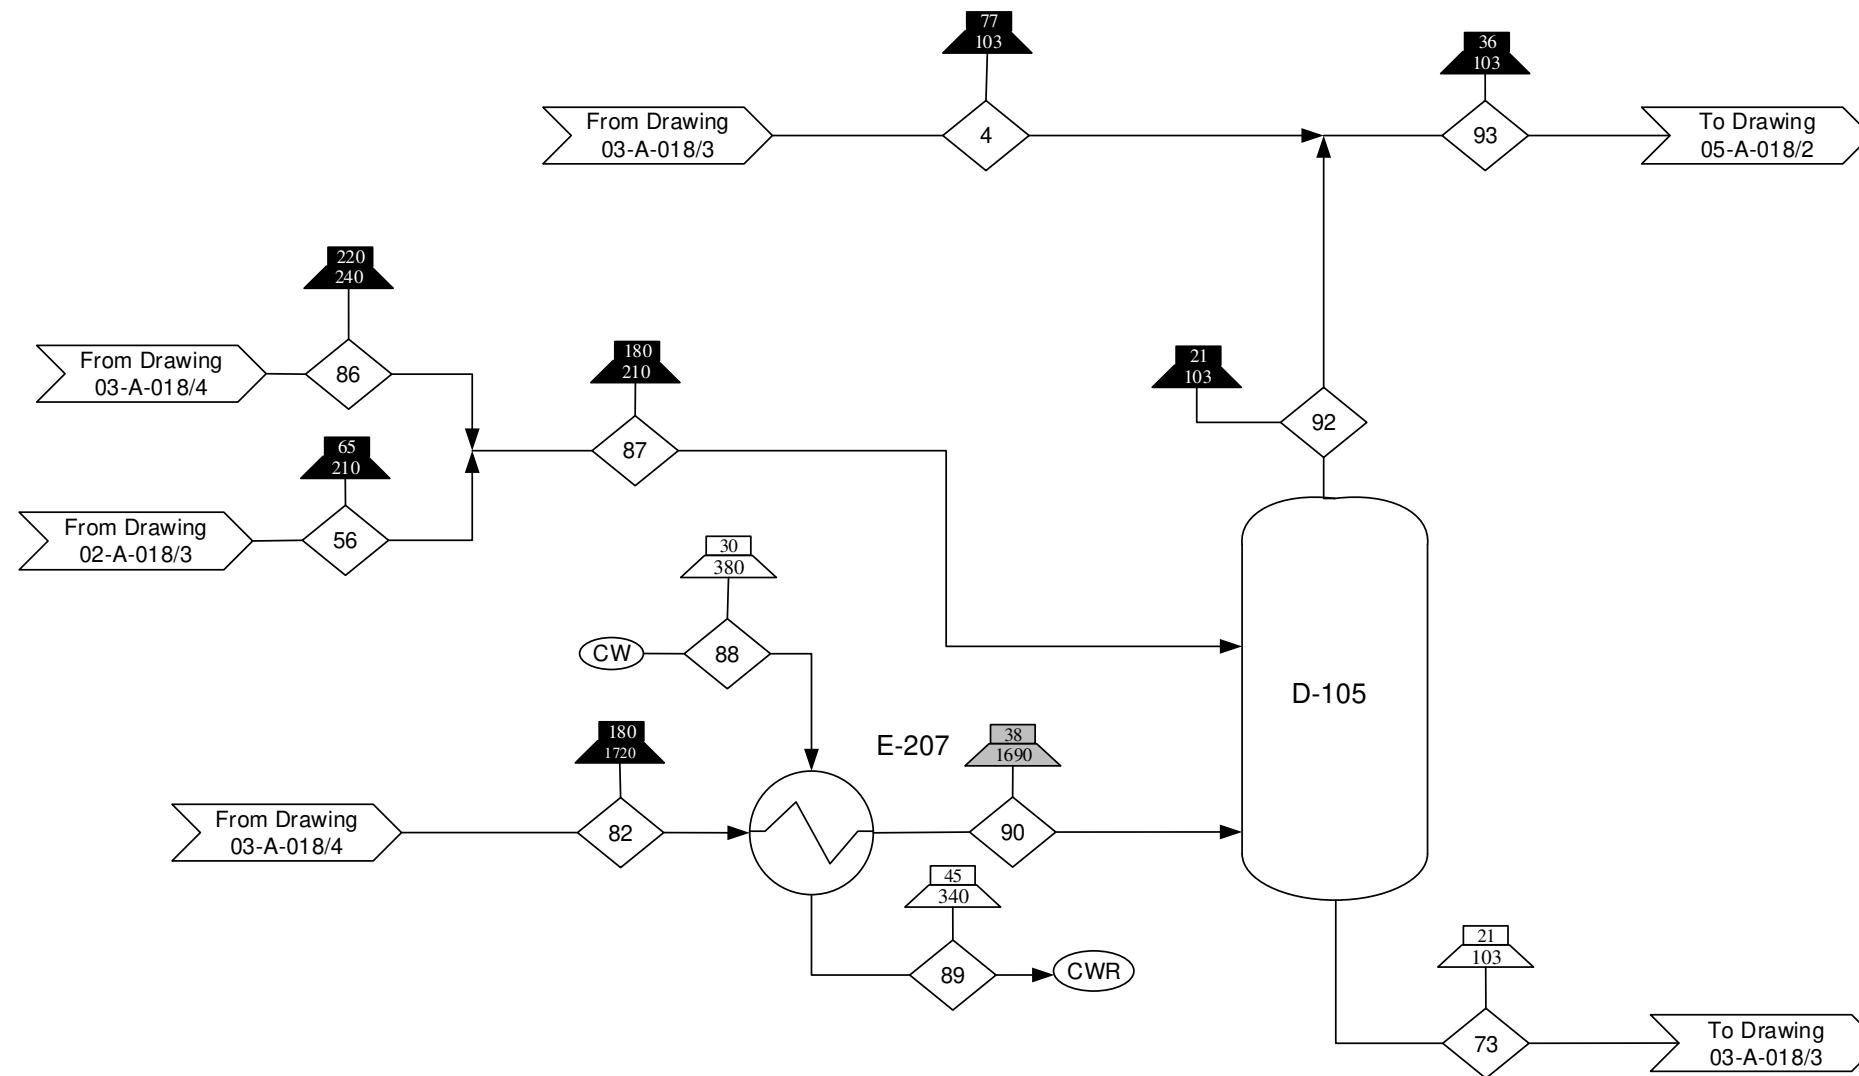 77
103
36
103
From Drawing
03-A-018/3
4
93
To Drawing
05-A-018/2
220
240
From Drawing
03-A-018/4
86
180
210
21
103
92
65
210
87
From Drawing
02-A-018/3
56
30
380
CW
88
D-105
180
1720
E-207
38
1690
From Drawing
03-A-018/4
82
90
45
340
89
CWR
21
103
73
To Drawing
03-A-018/3